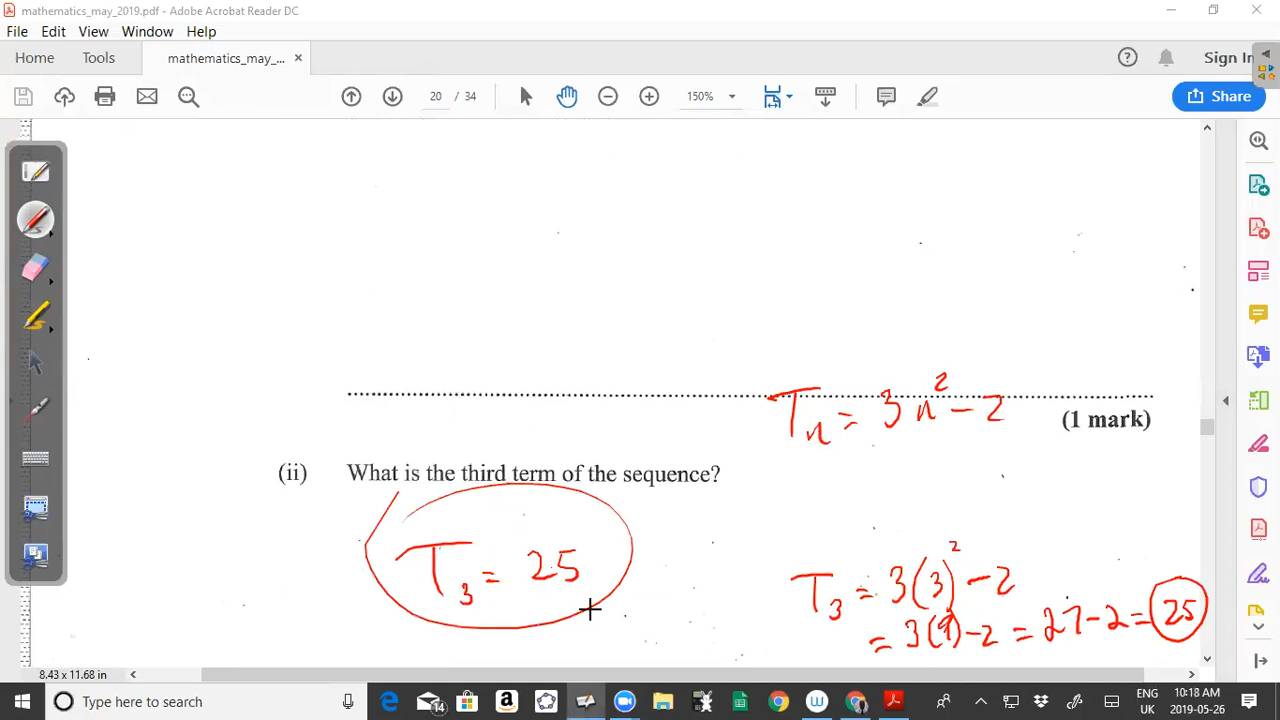 mathematics_may_2019.pdf - Adobe Acrobat Reader DC
File Edit View Window Help
Home Tools mathematics_may_... × Sign In
20 / 34 150% Share
Tn = 3n² - 2
(1 mark)
(ii) What is the third term of the sequence?
T3 = 25
T3 = 3(3)² - 2
= 3(9) - 2 = 27 - 2 = 25
8.43 x 11.68 in
Type here to search 14 ENG 10:18 AM
UK 2019-05-26